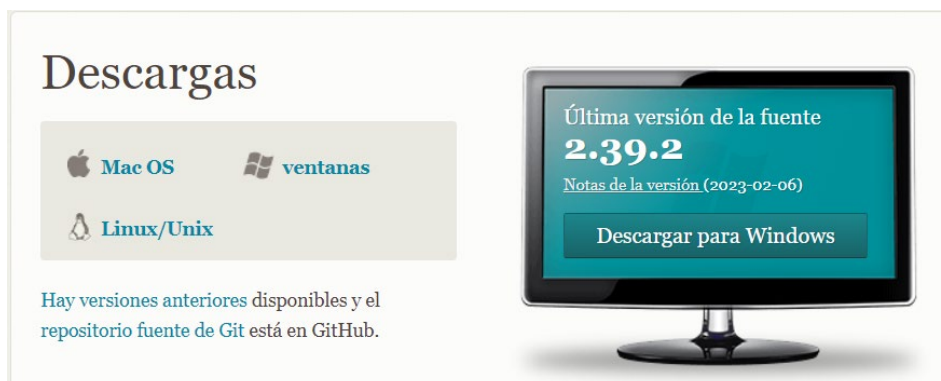 Descargas
Mac OS
ventanas
Linux/Unix
Hay versiones anteriores disponibles y el
repositorio fuente de Git está en GitHub.
Última versión de la fuente
2.39.2
Notas de la versión (2023-02-06)
Descargar para Windows